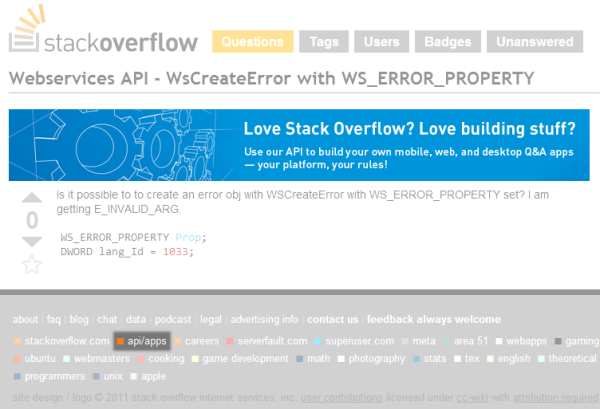 stackoverflow
Questions Tags Users Badges Unanswered
Webservices API - WsCreateError with WS_ERROR_PROPERTY
Love Stack Overflow? Love building stuff?
Use our API to build your own mobile, web, and desktop Q&A apps
— your platform, your rules!
Is it possible to to create an error obj with WSCreateError with WS_ERROR_PROPERTY set? I am
getting E_INVALID_ARG.
0
WS_ERROR_PROPERTY Prop;
DWORD lang_Id = 1033;
about | faq | blog | chat | data | podcast | legal | advertising info | contact us | feedback always welcome
stackoverflow.com api/apps careers serverfault.com superuser.com meta area 51 webapps gaming
ubuntu webmasters cooking game development math photography stats tex english theoretical
programmers unix apple
site design / logo © 2011 stack overflow internet services, inc; user contributions licensed under cc-wiki with attribution required